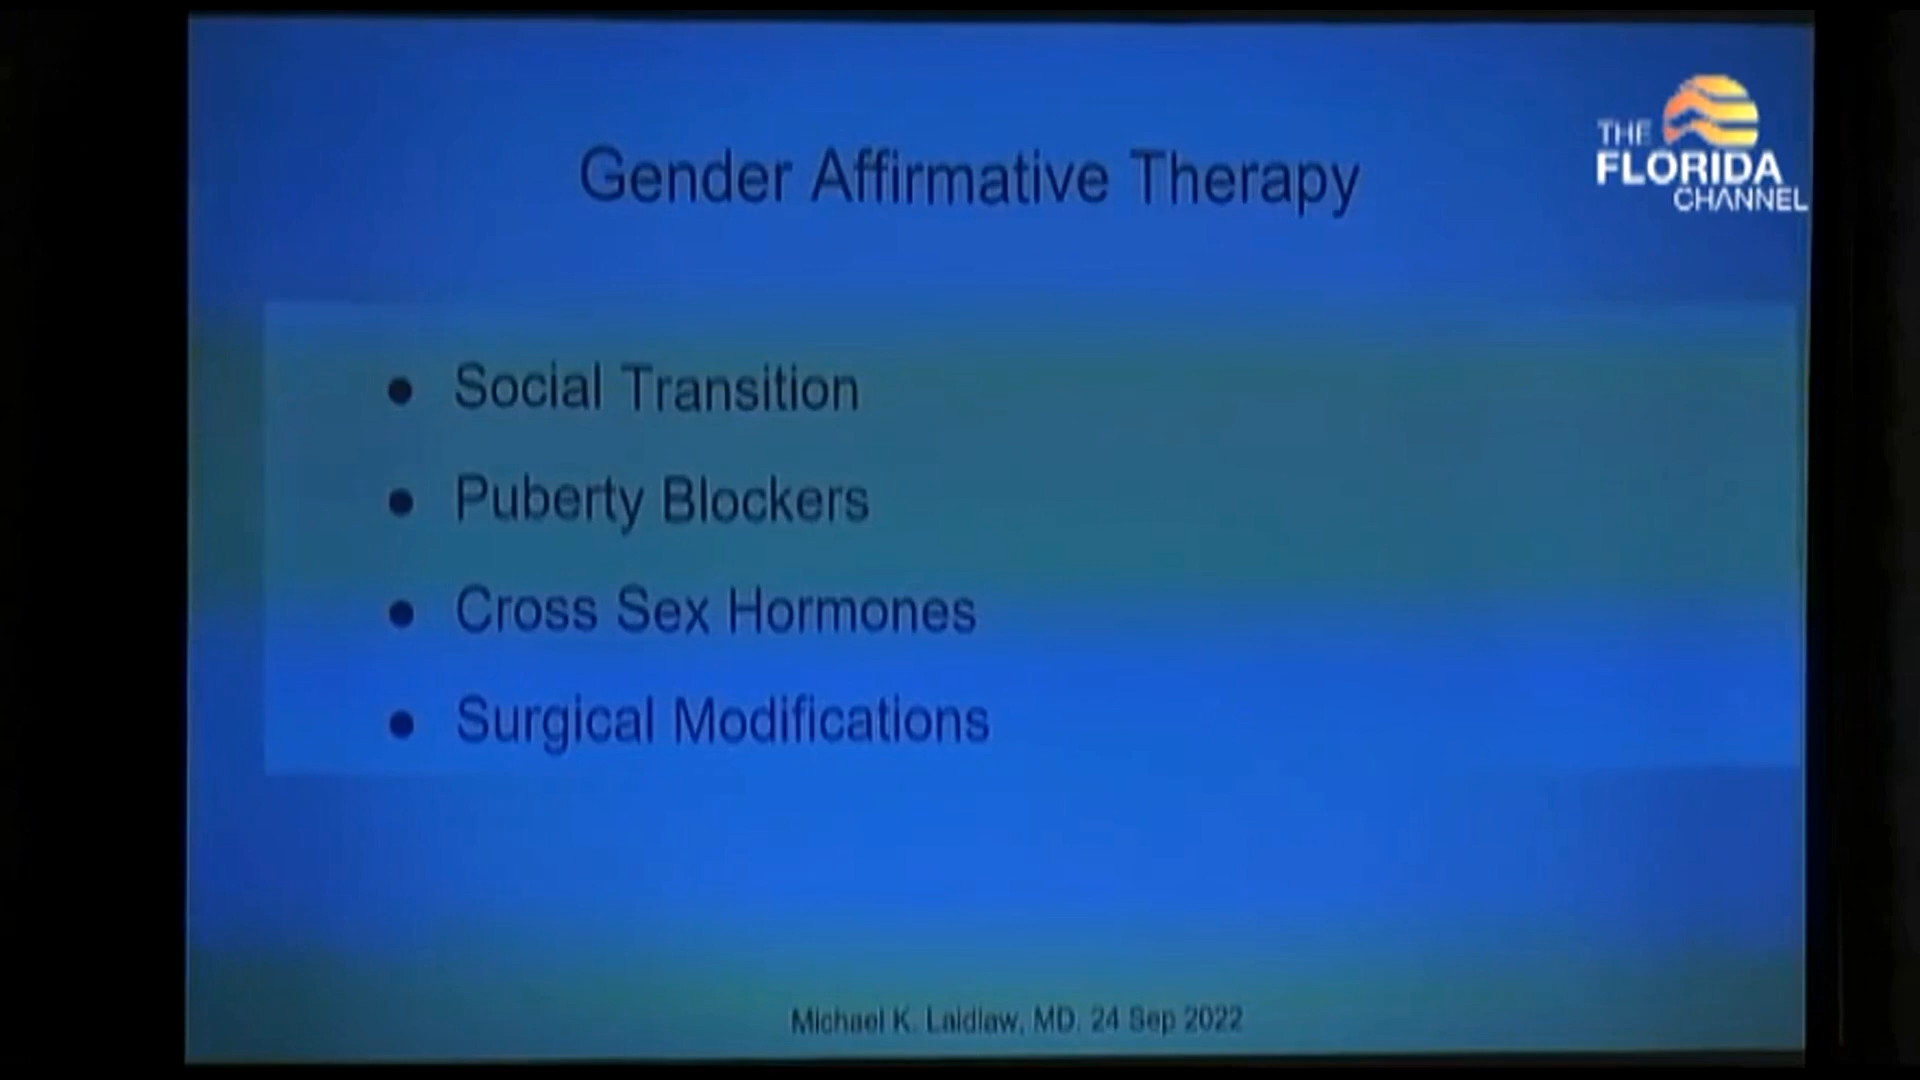 THE
FLORIDA
CHANNEL
Gender Affirmative Therapy
● Social Transition
● Puberty Blockers
● Cross Sex Hormones
● Surgical Modifications
Michael K. Laidlaw, MD, 24 Sep 2022